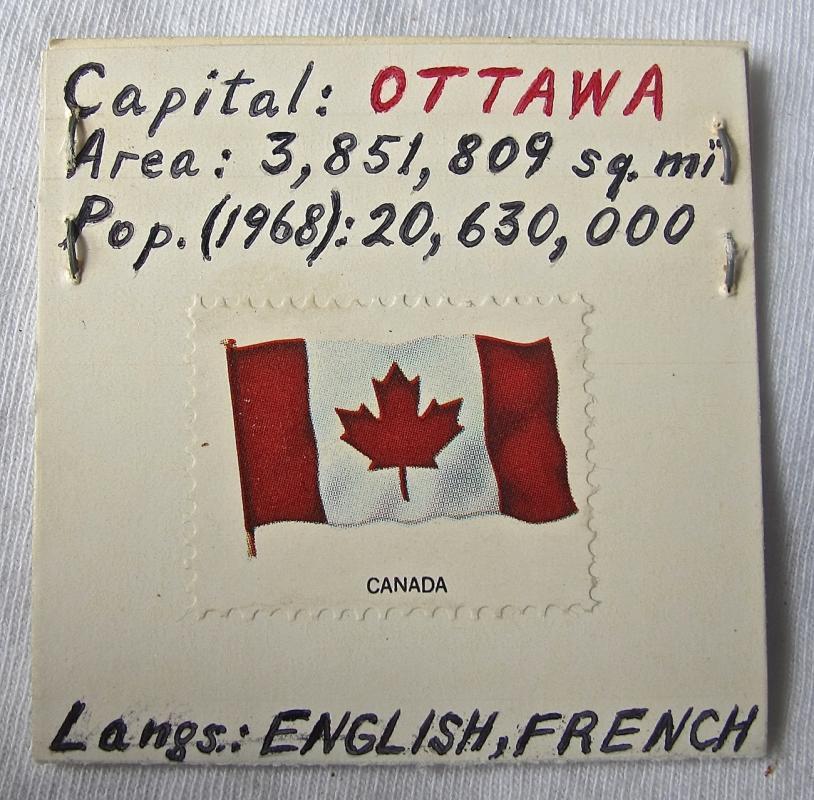 Capital: OTTAWA
Area: 3,851,809 sq. mi.
Pop. (1968): 20,630,000
CANADA
Langs.: ENGLISH, FRENCH